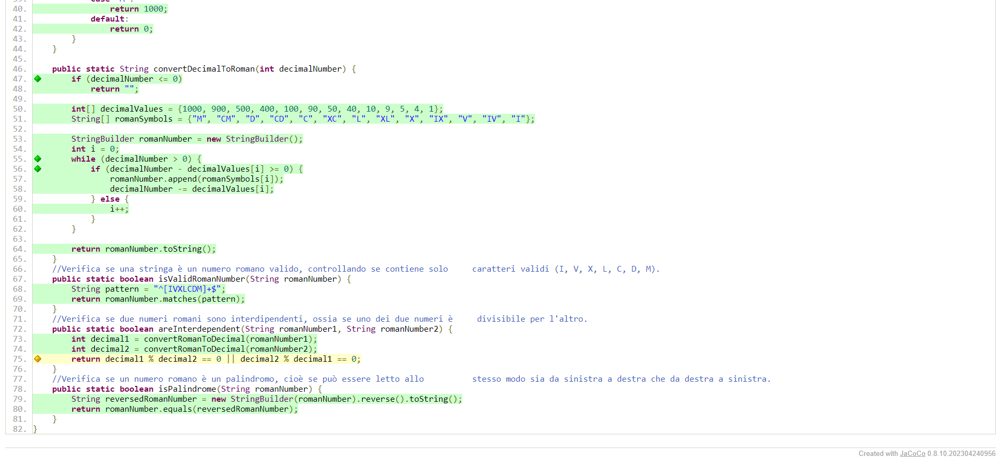 40. return 1000;
41. default:
42. return 0;
43. }
44. }
45.
46. public static String convertDecimalToRoman(int decimalNumber) {
47. if (decimalNumber <= 0)
48. return "";
49.
50. int[] decimalValues = {1000, 900, 500, 400, 100, 90, 50, 40, 10, 9, 5, 4, 1};
51. String[] romanSymbols = {"M", "CM", "D", "CD", "C", "XC", "L", "XL", "X", "IX", "V", "IV", "I"};
52.
53. StringBuilder romanNumber = new StringBuilder();
54. int i = 0;
55. while (decimalNumber > 0) {
56. if (decimalNumber - decimalValues[i] >= 0) {
57. romanNumber.append(romanSymbols[i]);
58. decimalNumber -= decimalValues[i];
59. } else {
60. i++;
61. }
62. }
63.
64. return romanNumber.toString();
65. }
66. //Verifica se una stringa è un numero romano valido, controllando se contiene solo     caratteri validi (I, V, X, L, C, D, M).
67. public static boolean isValidRomanNumber(String romanNumber) {
68. String pattern = "^[IVXLCDM]+$";
69. return romanNumber.matches(pattern);
70. }
71. //Verifica se due numeri romani sono interdipendenti, ossia se uno dei due numeri è     divisibile per l'altro.
72. public static boolean areInterdependent(String romanNumber1, String romanNumber2) {
73. int decimal1 = convertRomanToDecimal(romanNumber1);
74. int decimal2 = convertRomanToDecimal(romanNumber2);
75. return decimal1 % decimal2 == 0 || decimal2 % decimal1 == 0;
76. }
77. //Verifica se un numero romano è un palindromo, cioè se può essere letto allo          stesso modo sia da sinistra a destra che da destra a sinistra.
78. public static boolean isPalindrome(String romanNumber) {
79. String reversedRomanNumber = new StringBuilder(romanNumber).reverse().toString();
80. return romanNumber.equals(reversedRomanNumber);
81. }
82. }
Created with JaCoCo 0.8.10.202304240956